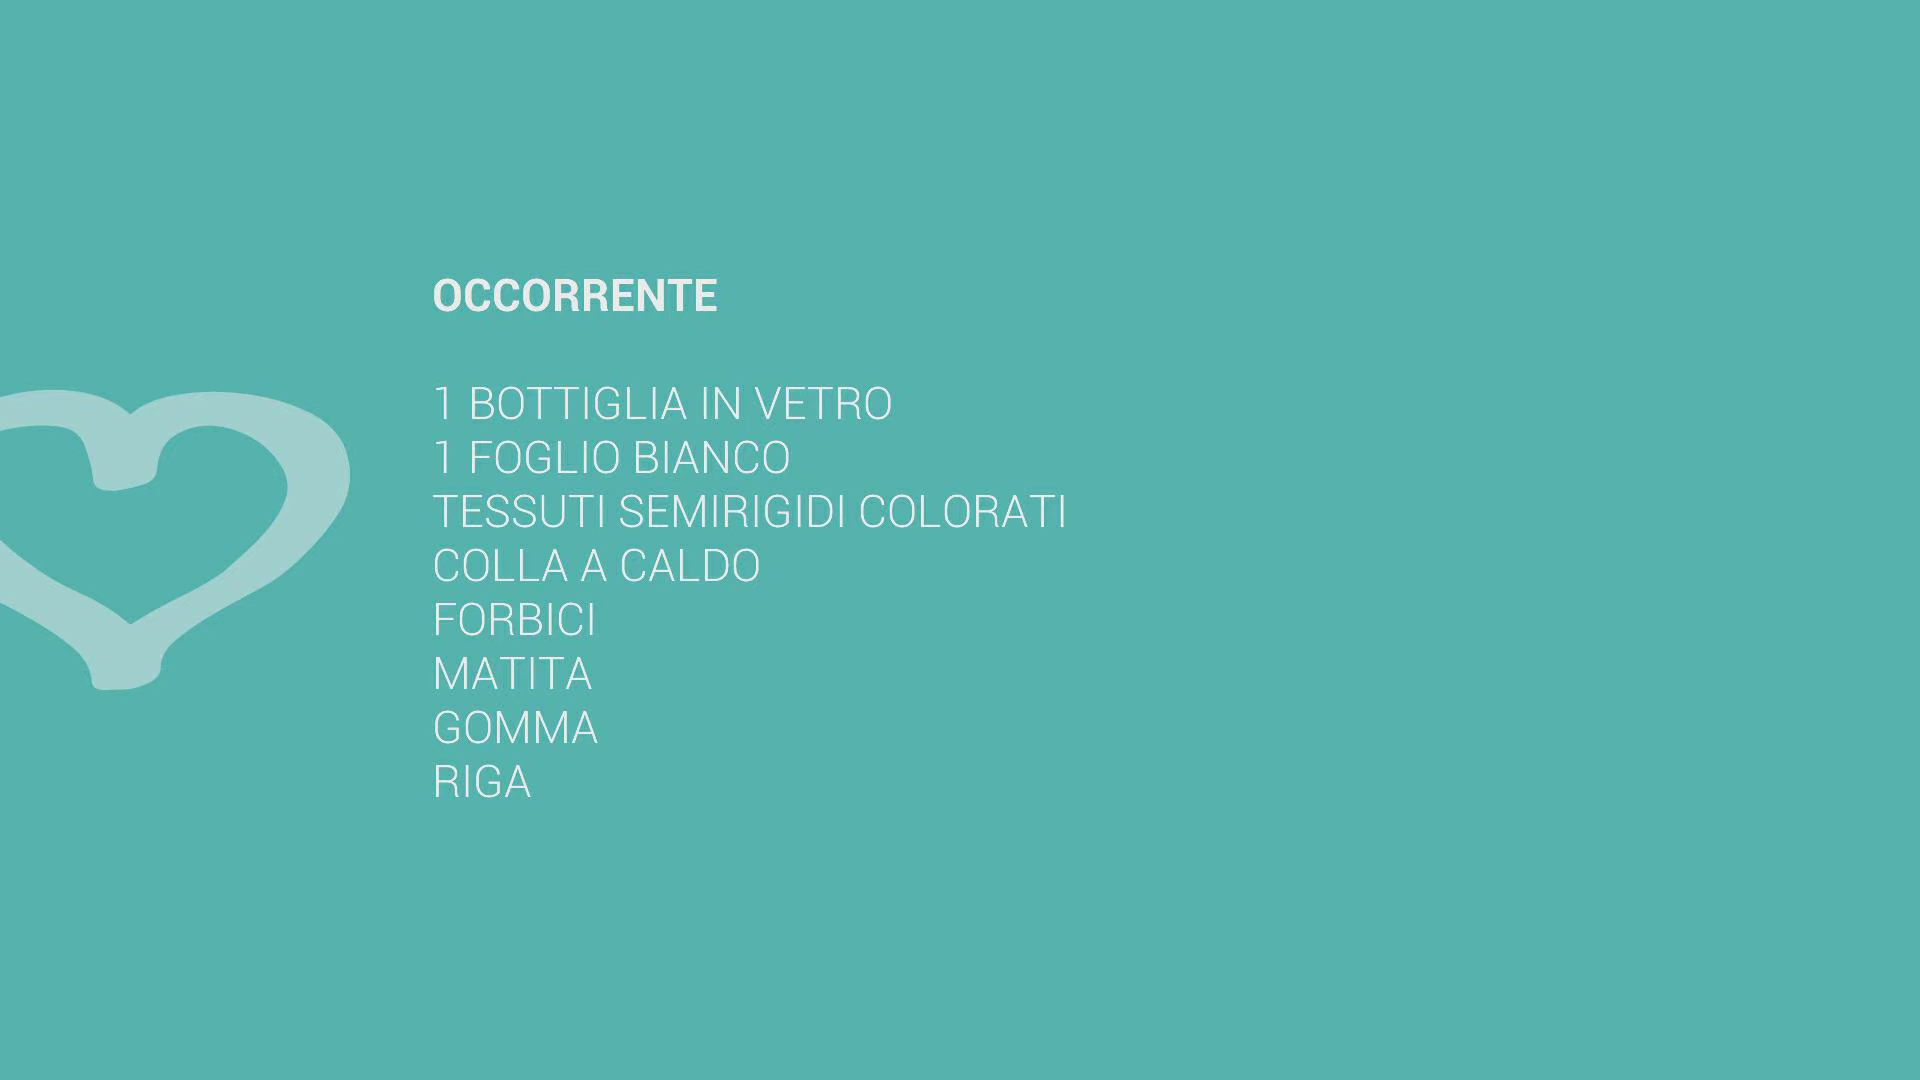 OCCORRENTE
1 BOTTIGLIA IN VETRO
1 FOGLIO BIANCO
TESSUTI SEMIRIGIDI COLORATI
COLLA A CALDO
FORBICI
MATITA
GOMMA
RIGA